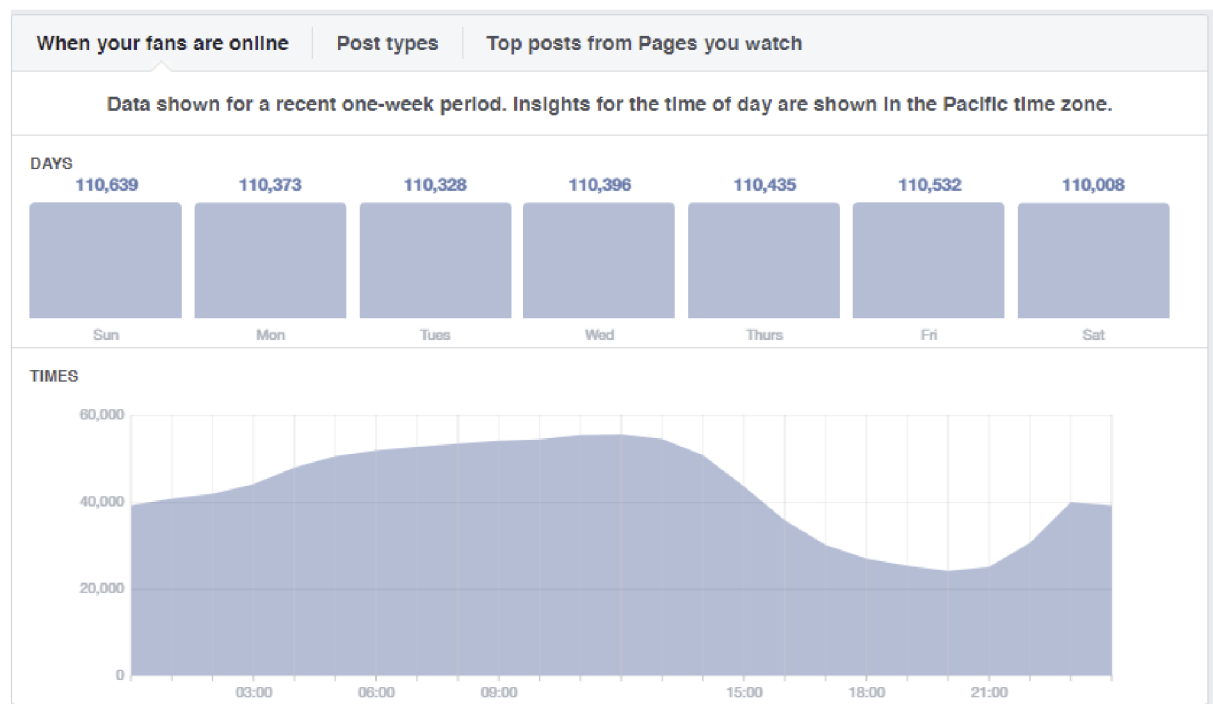 When your fans are online Post types Top posts from Pages you watch
Data shown for a recent one-week period. Insights for the time of day are shown in the Pacific time zone.
DAYS
110,639 110,373 110,328 110,396 110,435 110,532 110,008
Sun Mon Tues Wed Thurs Fri Sat
TIMES
60,000
40,000
20,000
0
03:00 06:00 09:00 15:00 18:00 21:00